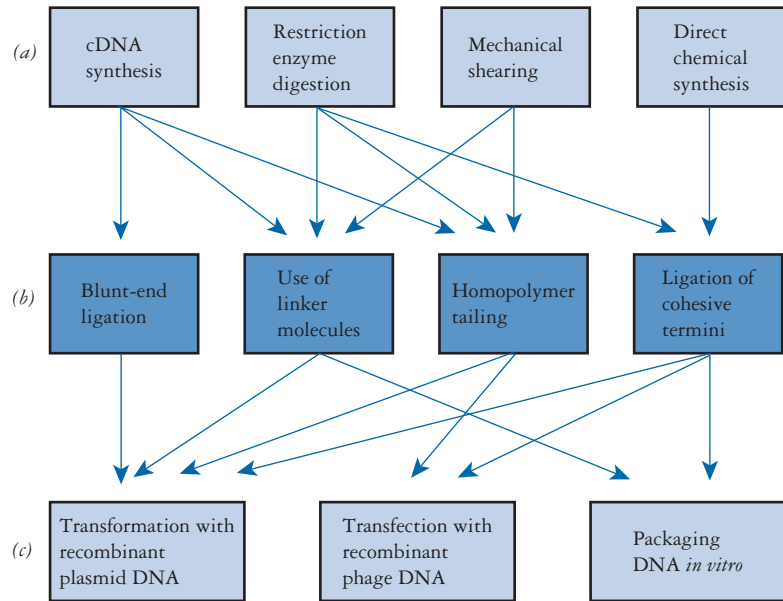 (a)
cDNA
synthesis
Restriction
enzyme
digestion
Mechanical
shearing
Direct
chemical
synthesis
(b)
Blunt-end
ligation
Use of
linker
molecules
Homopolymer
tailing
Ligation of
cohesive
termini
(c)
Transformation with
recombinant
plasmid DNA
Transfection with
recombinant
phage DNA
Packaging
DNA in vitro